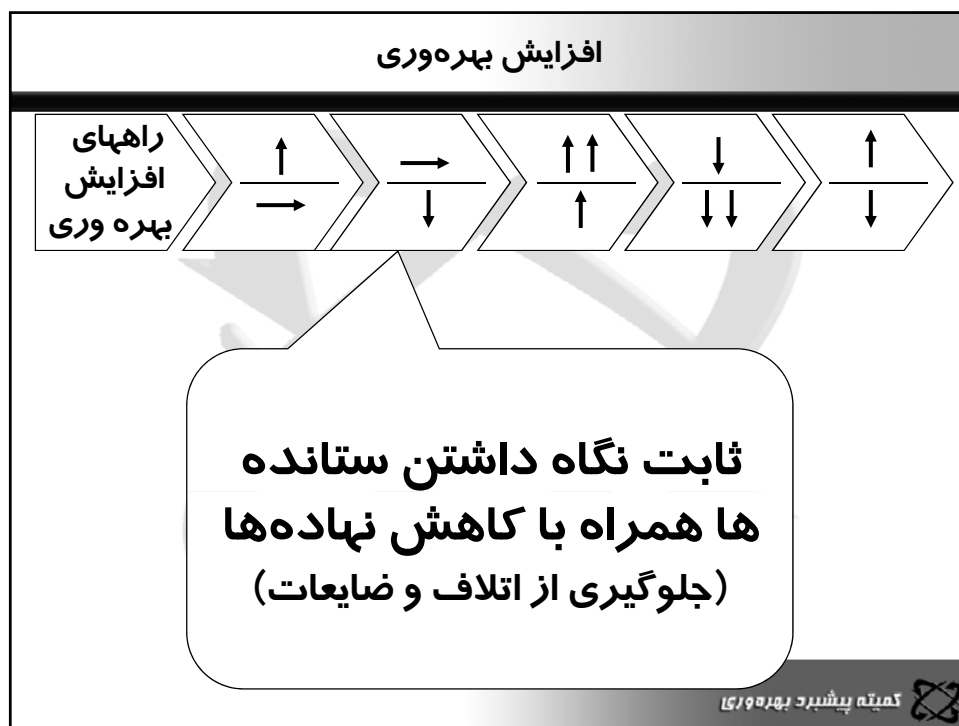 افزایش بهره‌وری
راههای
افزایش
بهره وری
ثابت نگاه داشتن ستانده
ها همراه با کاهش نهاده‌ها
(جلوگیری از اتلاف و ضایعات)
کمیته پیشبرد بهره‌وری